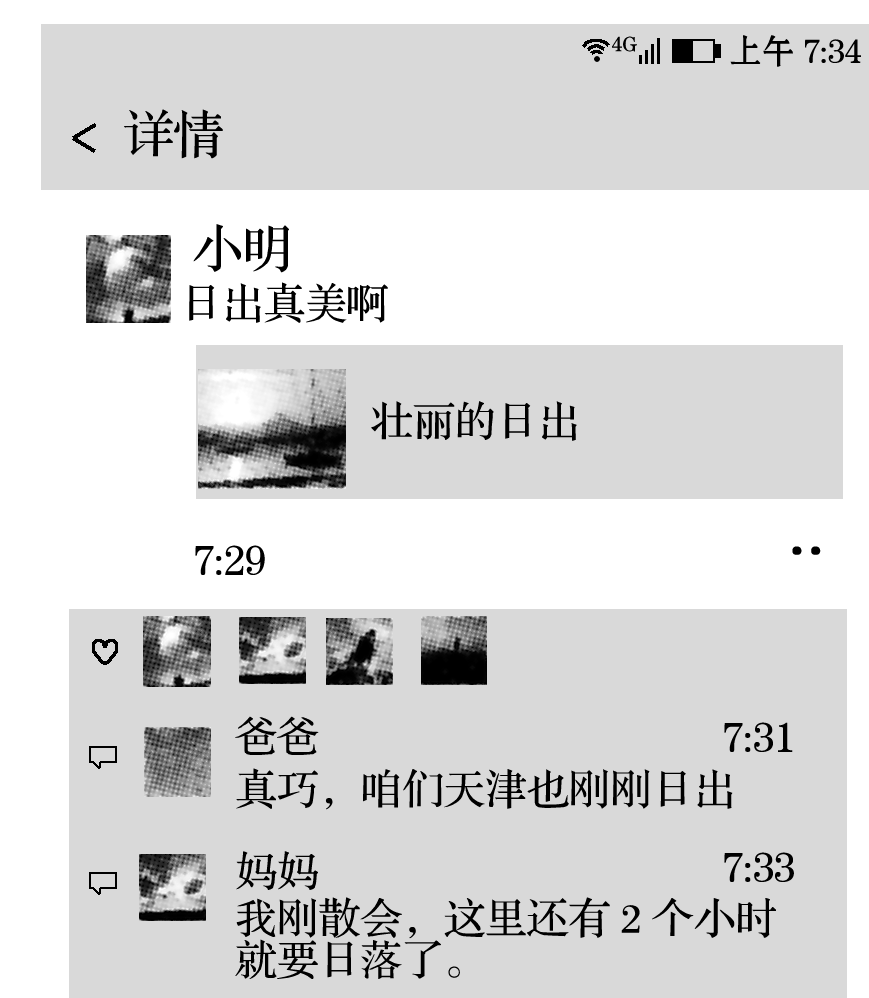 4G 上午 7:34
< 详情
小明
日出真美啊
壮丽的日出
7:29
爸爸 7:31
真巧，咱们天津也刚刚日出
妈妈 7:33
我刚散会，这里还有 2 个小时
就要日落了。